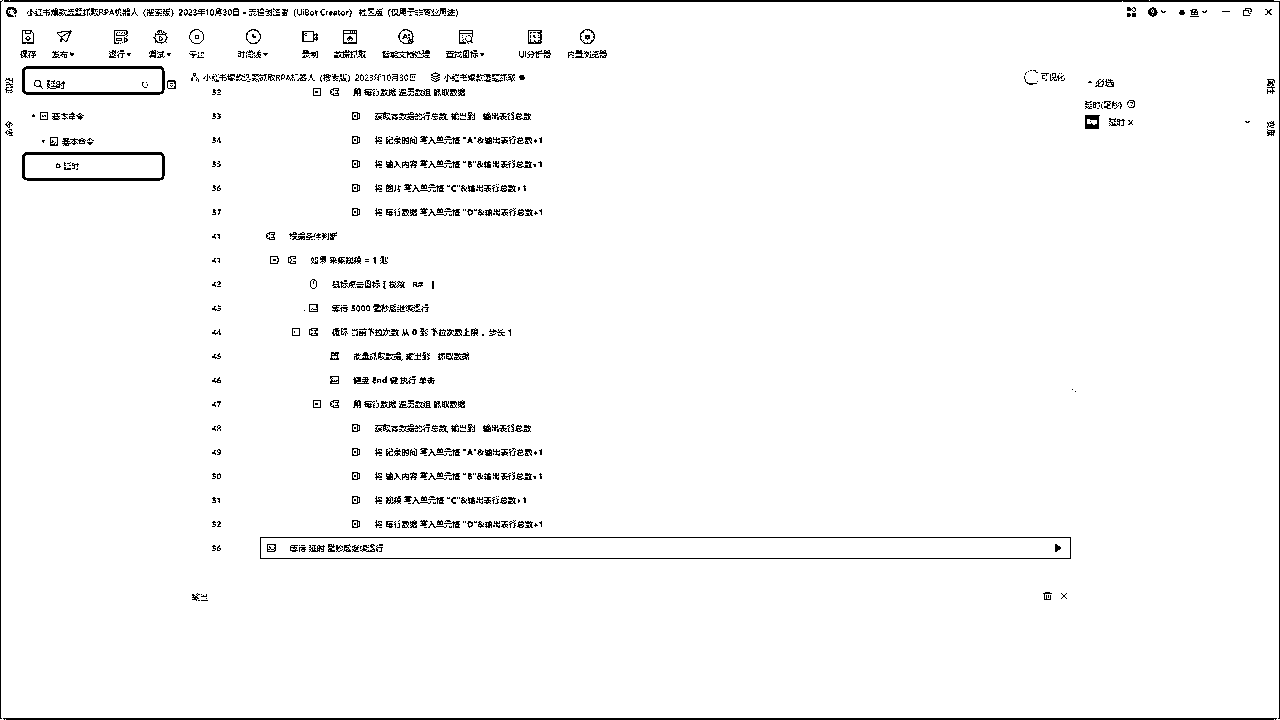 小红书爆款选题抓取RPA机器人（搜索版）2023年10月30日 - 流程创造者（UiBot Creator） 社区版（仅用于非商业用途）
保存 发布 运行 调试 停止 时间线 录制 数据抓取 智能文档处理 查找图标 UI分析器 内置浏览器
小红书爆款选题抓取RPA机器人（搜索版）2023年10月30日 小红书爆款选题抓取 可视化
延时
基本命令
基本命令
延时
必选
延时(毫秒)
延时
属性
变量
命令
32 用 每行数据 遍历数组 抓取数据
33 获取表数据的行总数, 输出到 输出表行总数
34 将 记录时间 写入单元格 "A"&输出表行总数+1
35 将 输入内容 写入单元格 "B"&输出表行总数+1
36 将 图片 写入单元格 "C"&输出表行总数+1
37 将 每行数据 写入单元格 "D"&输出表行总数+1
41 根据条件判断
41 如果 采集视频 = 1 则
42 鼠标点击目标
43 等待 5000 毫秒后继续运行
44 循环 当前下拉次数 从 0 到 下拉次数上限 , 步长 1
45 批量抓取数据, 输出到 抓取数据
46 键盘 End 键 执行 单击
47 用 每行数据 遍历数组 抓取数据
48 获取表数据的行总数, 输出到 输出表行总数
49 将 记录时间 写入单元格 "A"&输出表行总数+1
50 将 输入内容 写入单元格 "B"&输出表行总数+1
51 将 视频 写入单元格 "C"&输出表行总数+1
52 将 每行数据 写入单元格 "D"&输出表行总数+1
56 等待 延时 毫秒后继续运行
输出